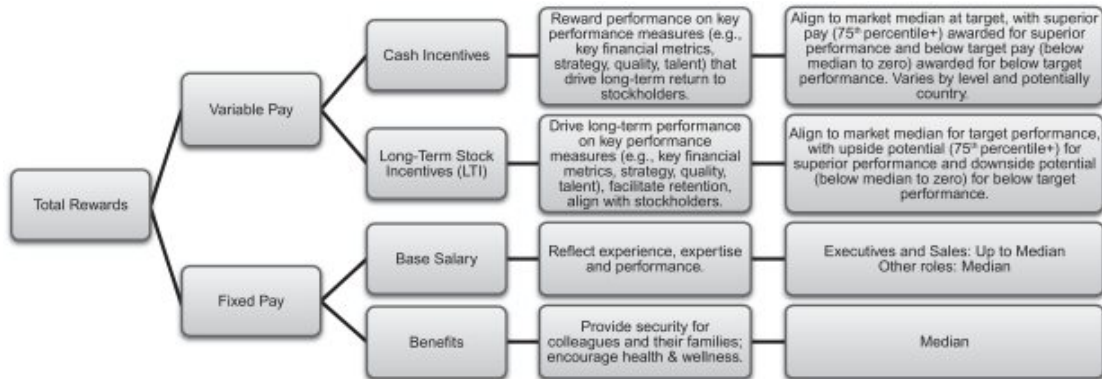 Total Rewards
Variable Pay
Cash Incentives
Reward performance on key
performance measures (e.g.,
key financial metrics,
strategy, quality, talent) that
drive long-term return to
stockholders.
Align to market median at target, with superior
pay (75th percentile+) awarded for superior
performance and below target pay (below
median to zero) awarded for below target
performance. Varies by level and potentially
country.
Long-Term Stock
Incentives (LTI)
Drive long-term performance
on key performance
measures (e.g., key financial
metrics, strategy, quality,
talent), facilitate retention,
align with stockholders.
Align to market median for target performance,
with upside potential (75th percentile+) for
superior performance and downside potential
(below median to zero) for below target
performance.
Fixed Pay
Base Salary
Reflect experience, expertise
and performance.
Executives and Sales: Up to Median
Other roles: Median
Benefits
Provide security for
colleagues and their families;
encourage health & wellness.
Median